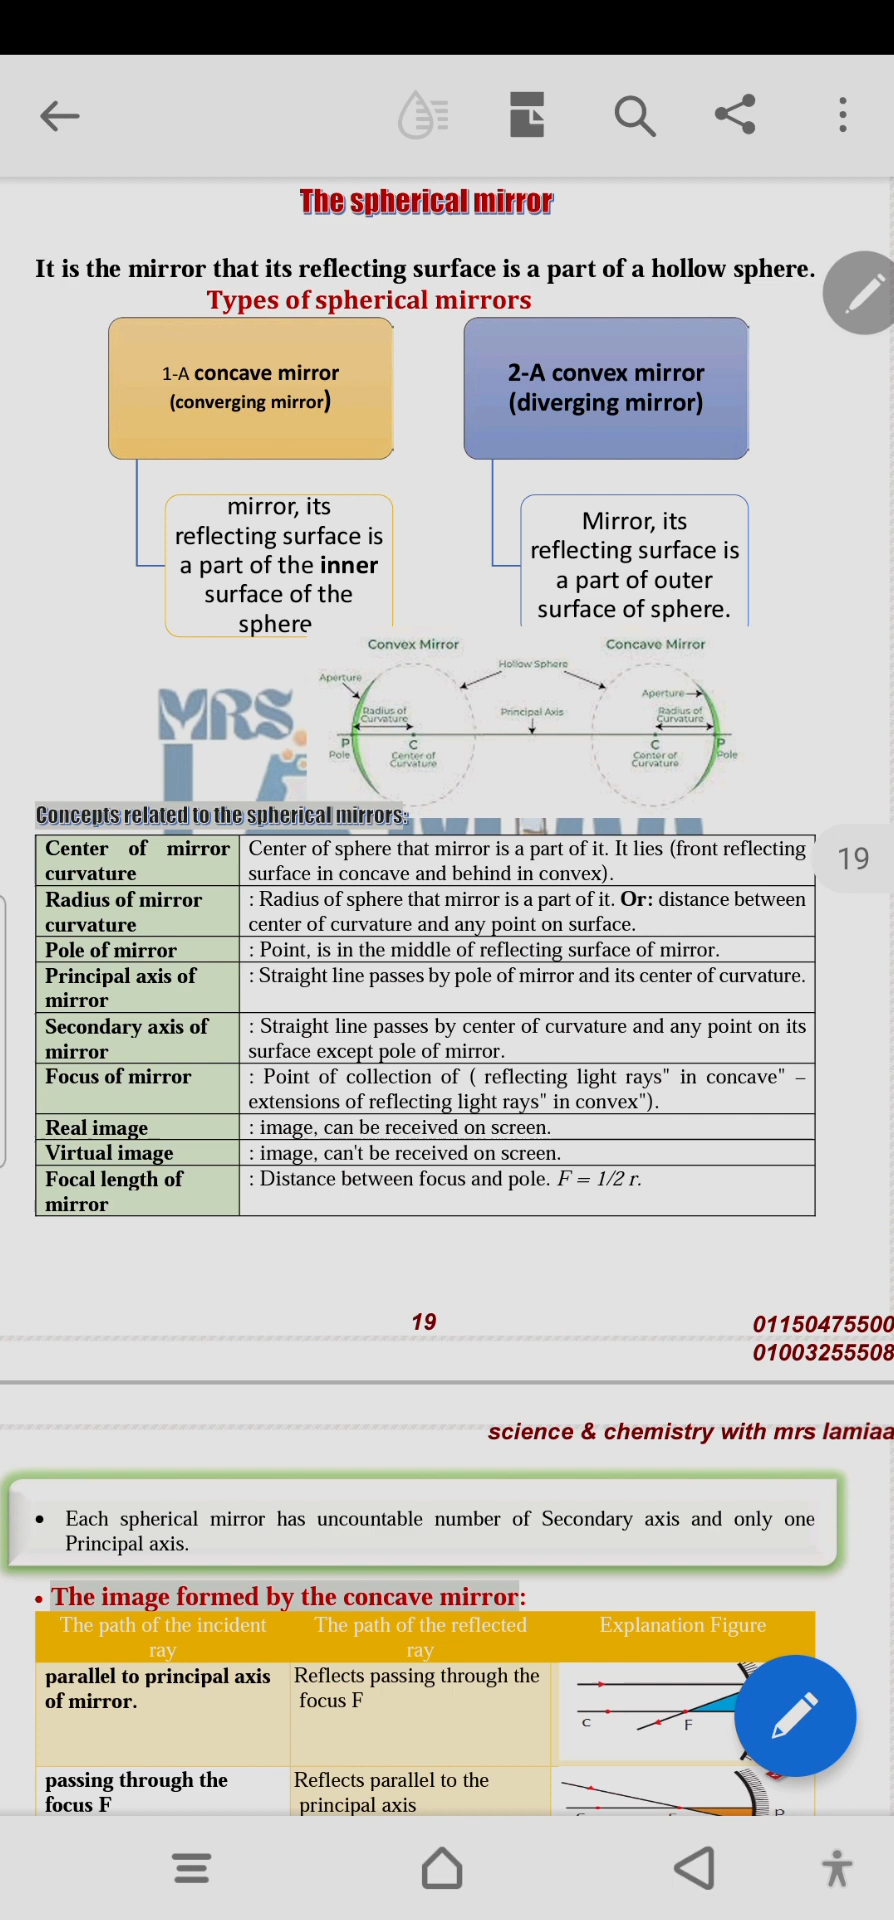 The spherical mirror
It is the mirror that its reflecting surface is a part of a hollow sphere.
Types of spherical mirrors
1-A concave mirror
(converging mirror)
2-A convex mirror
(diverging mirror)
mirror, its
reflecting surface is
a part of the inner
surface of the
sphere
Mirror, its
reflecting surface is
a part of outer
surface of sphere.
Convex Mirror
Concave Mirror
Hollow Sphere
Aperture
Aperture
Radius of
Curvature
Principal Axis
Radius of
Curvature
P
Pole
C
Center of
Curvature
C
Center of
Curvature
P
Pole
MRS.
Concepts related to the spherical mirrors:
Center of mirror
curvature
Center of sphere that mirror is a part of it. It lies (front reflecting
surface in concave and behind in convex).
19
Radius of mirror
curvature
: Radius of sphere that mirror is a part of it. Or: distance between
center of curvature and any point on surface.
Pole of mirror
: Point, is in the middle of reflecting surface of mirror.
Principal axis of
mirror
: Straight line passes by pole of mirror and its center of curvature.
Secondary axis of
mirror
: Straight line passes by center of curvature and any point on its
surface except pole of mirror.
Focus of mirror
: Point of collection of ( reflecting light rays" in concave" –
extensions of reflecting light rays" in convex").
Real image
: image, can be received on screen.
Virtual image
: image, can't be received on screen.
Focal length of
mirror
: Distance between focus and pole. F = 1/2 r.
19
01150475500
01003255508
science & chemistry with mrs lamiaa
• Each spherical mirror has uncountable number of Secondary axis and only one
Principal axis.
• The image formed by the concave mirror:
The path of the incident
ray
The path of the reflected
ray
Explanation Figure
parallel to principal axis
of mirror.
Reflects passing through the
focus F
C
F
passing through the
focus F
Reflects parallel to the
principal axis